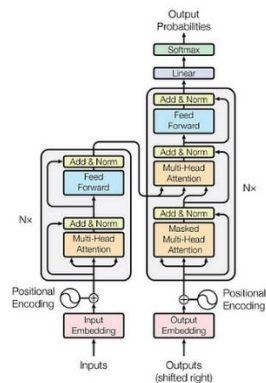 Output
Probabilities
Softmax
Linear
Add & Norm
Feed
Forward
Add & Norm
Multi-Head
Attention
Add & Norm
Masked
Multi-Head
Attention
Nx
Positional
Encoding
Output
Embedding
Outputs
(shifted right)
Add & Norm
Feed
Forward
Add & Norm
Multi-Head
Attention
Nx
Positional
Encoding
Input
Embedding
Inputs